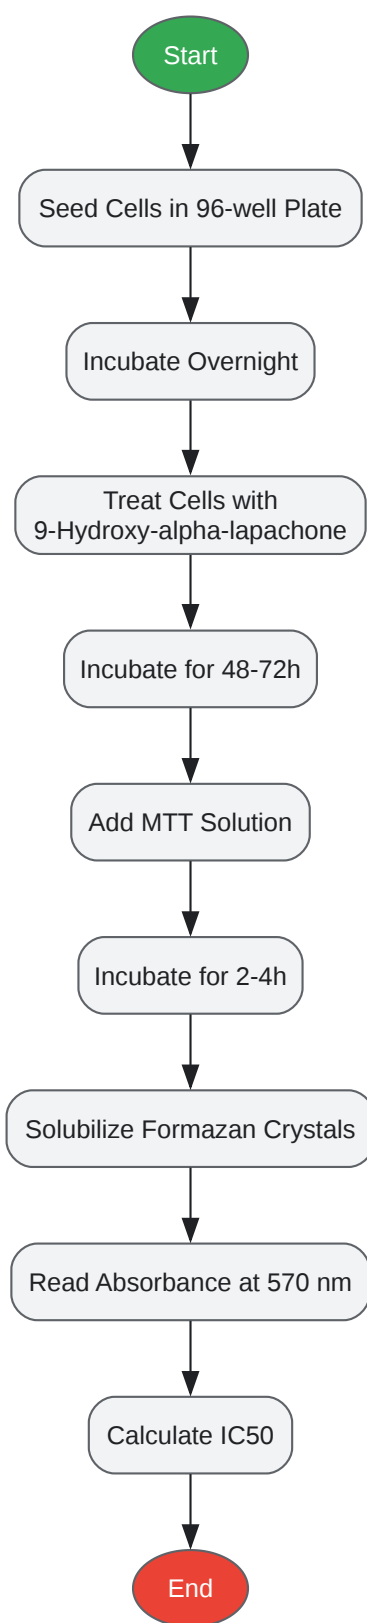 Start
Seed Cells in 96-well Plate
Incubate Overnight
Treat Cells with
9-Hydroxy-alpha-lapachone
Incubate for 48-72h
Add MTT Solution
Incubate for 2-4h
Solubilize Formazan Crystals
Read Absorbance at 570 nm
Calculate IC50
End